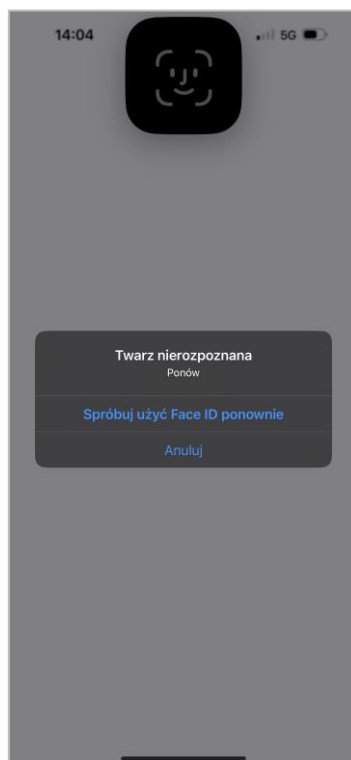 14:04
5G
Twarz nierozpoznana
Ponów
Spróbuj użyć Face ID ponownie
Anuluj